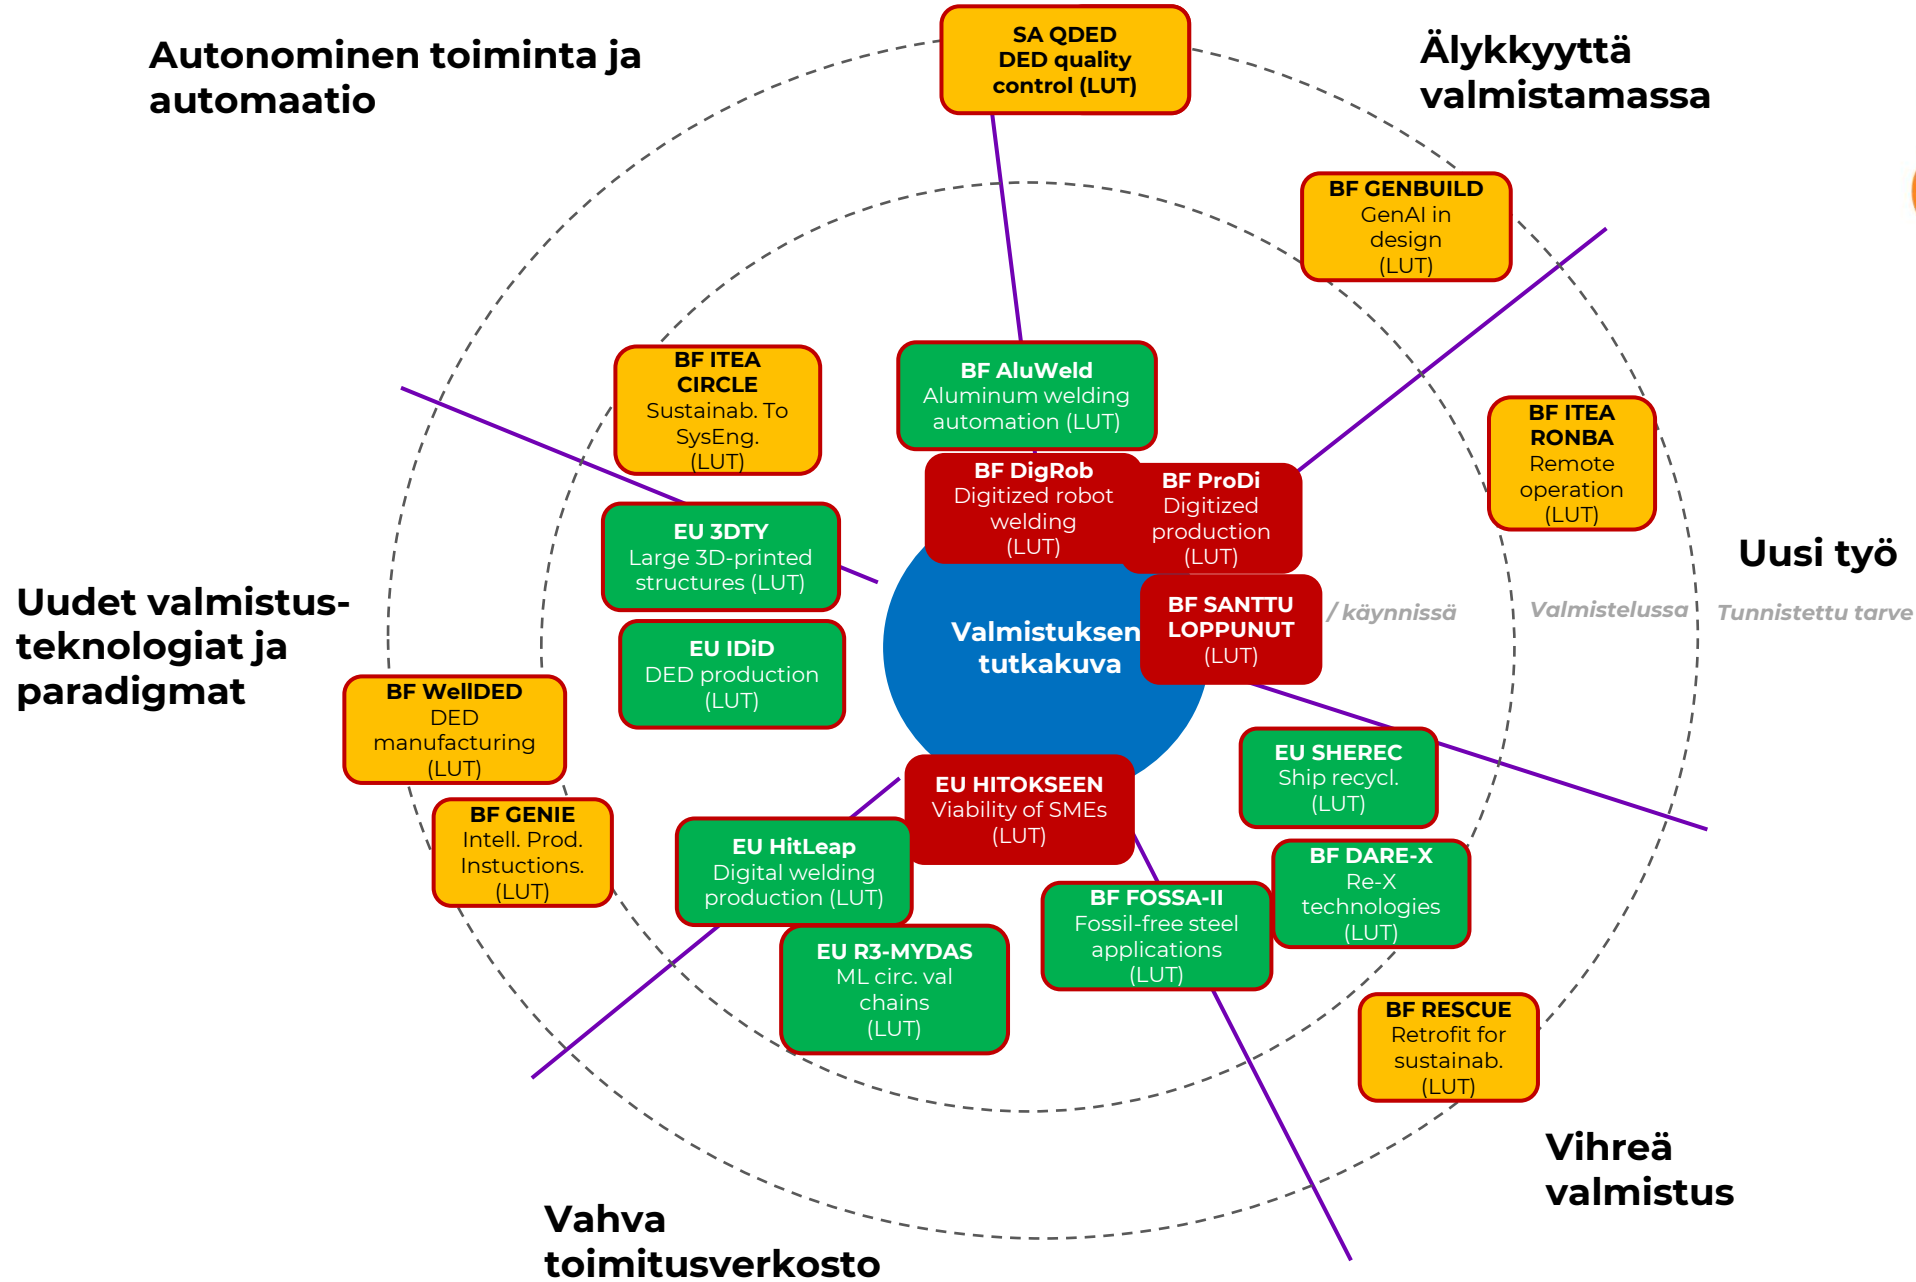 Autonominen toiminta ja
automaatio
SA QDED
DED quality
control (LUT)
Älykkyyttä
valmistamassa
BF GENBUILD
GenAI in
design
(LUT)
BF ITEA
CIRCLE
Sustainab. To
SysEng.
(LUT)
BF AluWeld
Aluminum welding
automation (LUT)
BF ITEA
RONBA
Remote
operation
(LUT)
BF DigRob
Digitized robot
welding
(LUT)
BF ProDi
Digitized
production
(LUT)
EU 3DTY
Large 3D-printed
structures (LUT)
Uusi työ
Uudet valmistus-
teknologiat ja
paradigmat
BF SANTTU
LOPPUNUT
(LUT)
/ käynnissä
Valmistelussa
Tunnistettu tarve
Valmistuksen
tutkakuva
EU IDiD
DED production
(LUT)
BF WellDED
DED
manufacturing
(LUT)
EU SHEREC
Ship recycl.
(LUT)
EU HITOKSEEN
Viability of SMEs
(LUT)
BF GENIE
Intell. Prod.
Instuctions.
(LUT)
EU HitLeap
Digital welding
production (LUT)
BF DARE-X
Re-X
technologies
(LUT)
BF FOSSA-II
Fossil-free steel
applications
(LUT)
EU R3-MYDAS
ML circ. val
chains
(LUT)
BF RESCUE
Retrofit for
sustainab.
(LUT)
Vihreä
valmistus
Vahva
toimitusverkosto